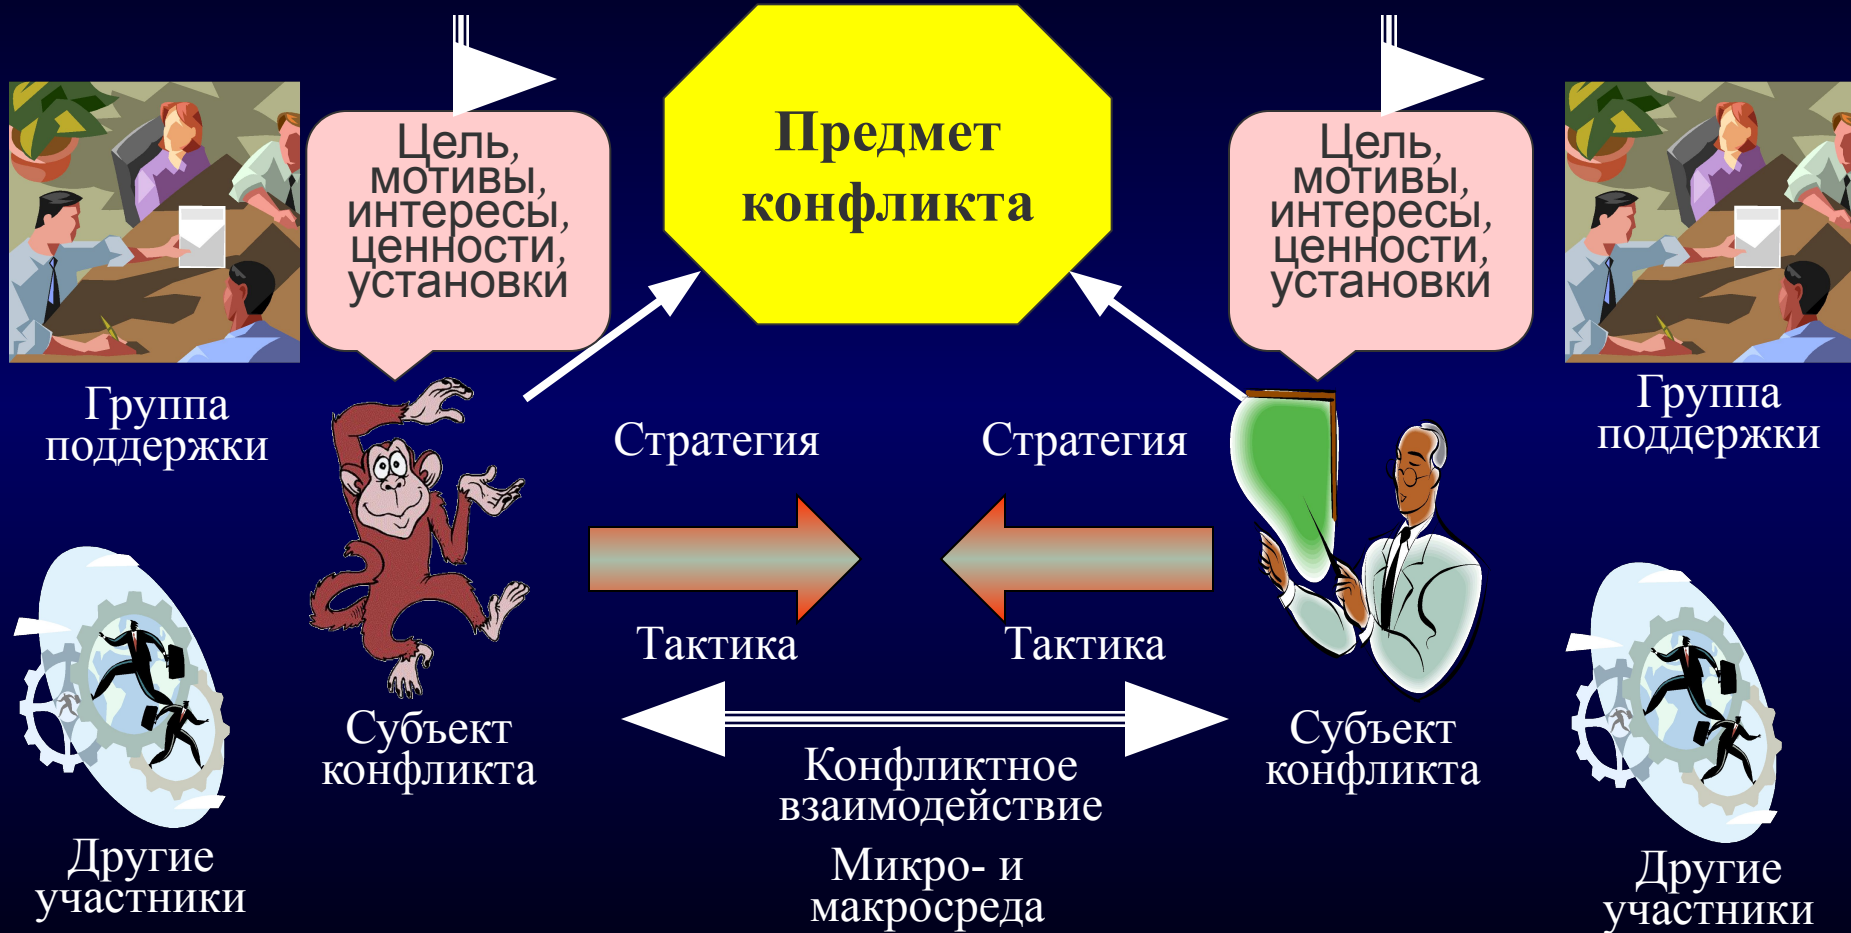 Предмет
конфликта
Цель,
мотивы,
интересы,
ценности,
установки
Цель,
мотивы,
интересы,
ценности,
установки
Группа
поддержки
Стратегия
Стратегия
Группа
поддержки
Тактика
Тактика
Субъект
конфликта
Конфликтное
взаимодействие
Субъект
конфликта
Другие
участники
Микро- и
макросреда
Другие
участники